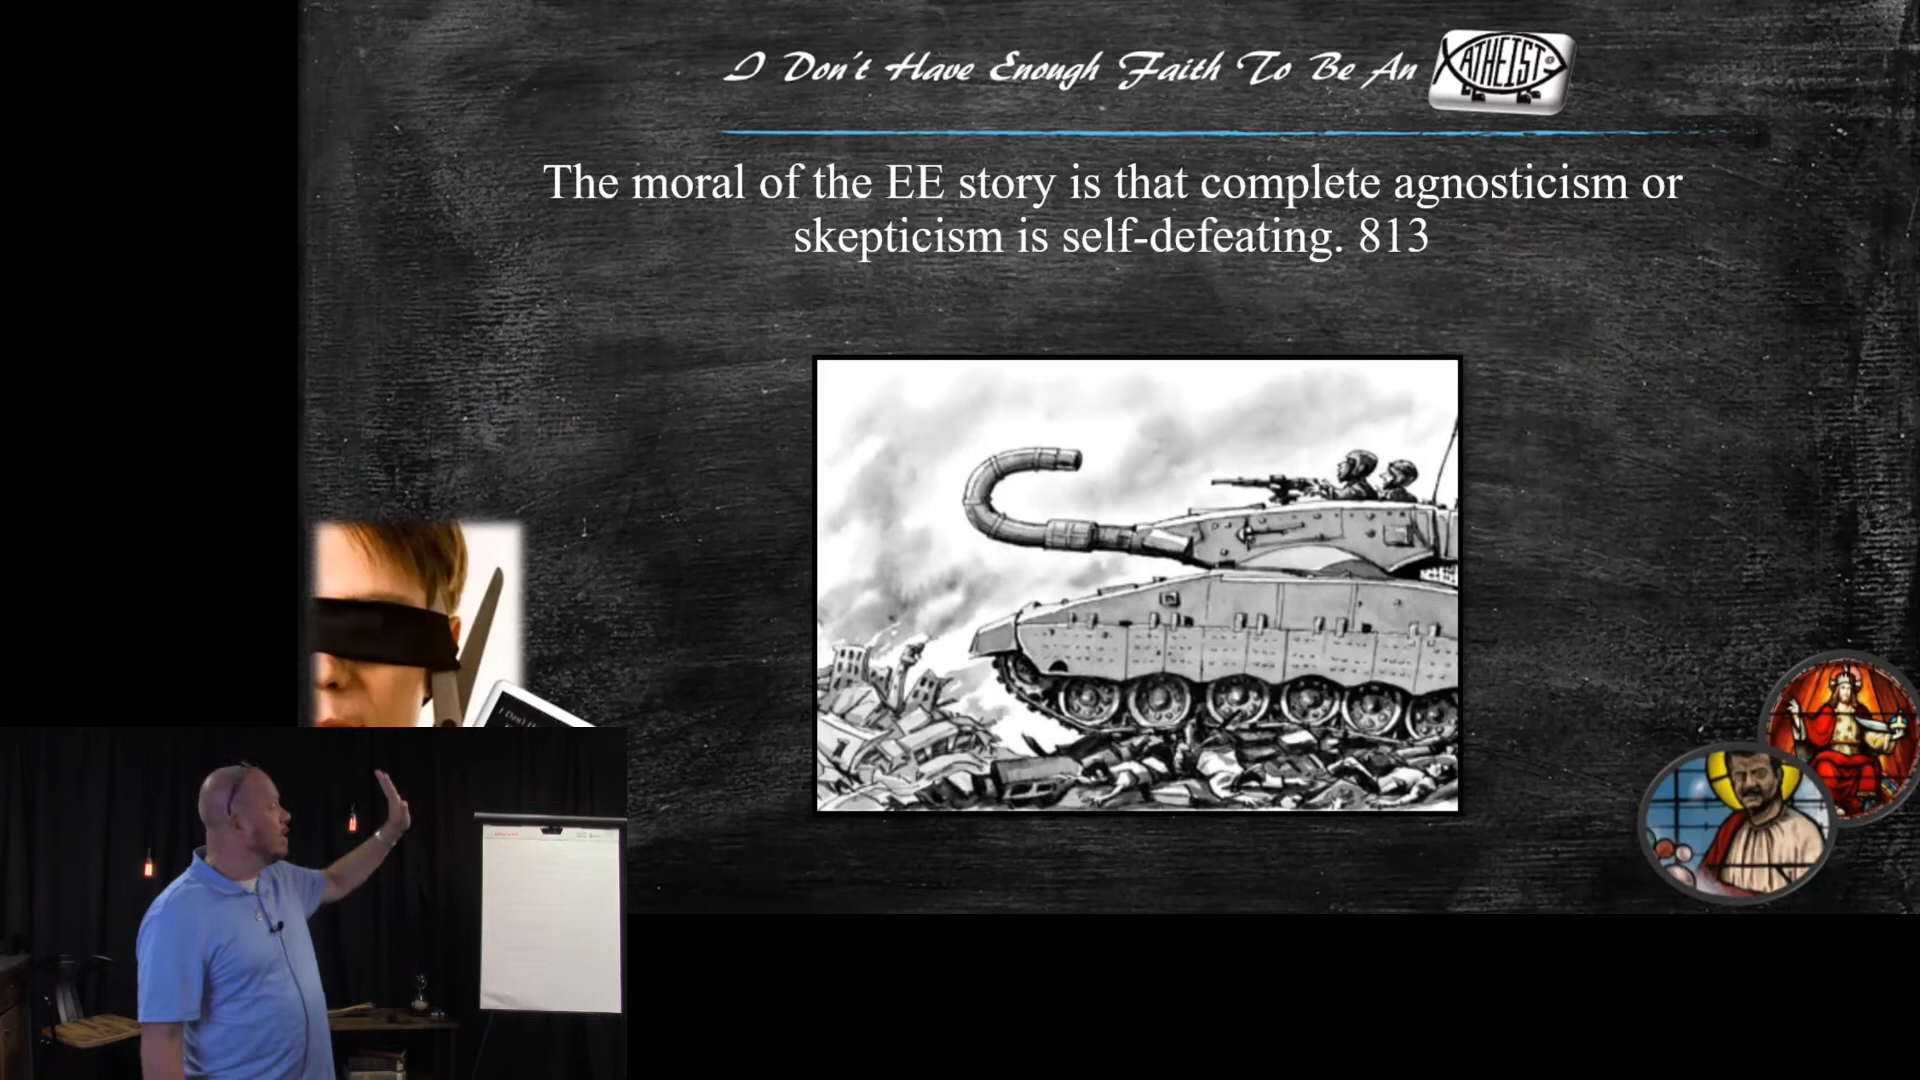 I Don't Have Enough Faith To Be An
ATHEIST
The moral of the EE story is that complete agnosticism or
skepticism is self-defeating. 813
I Don't